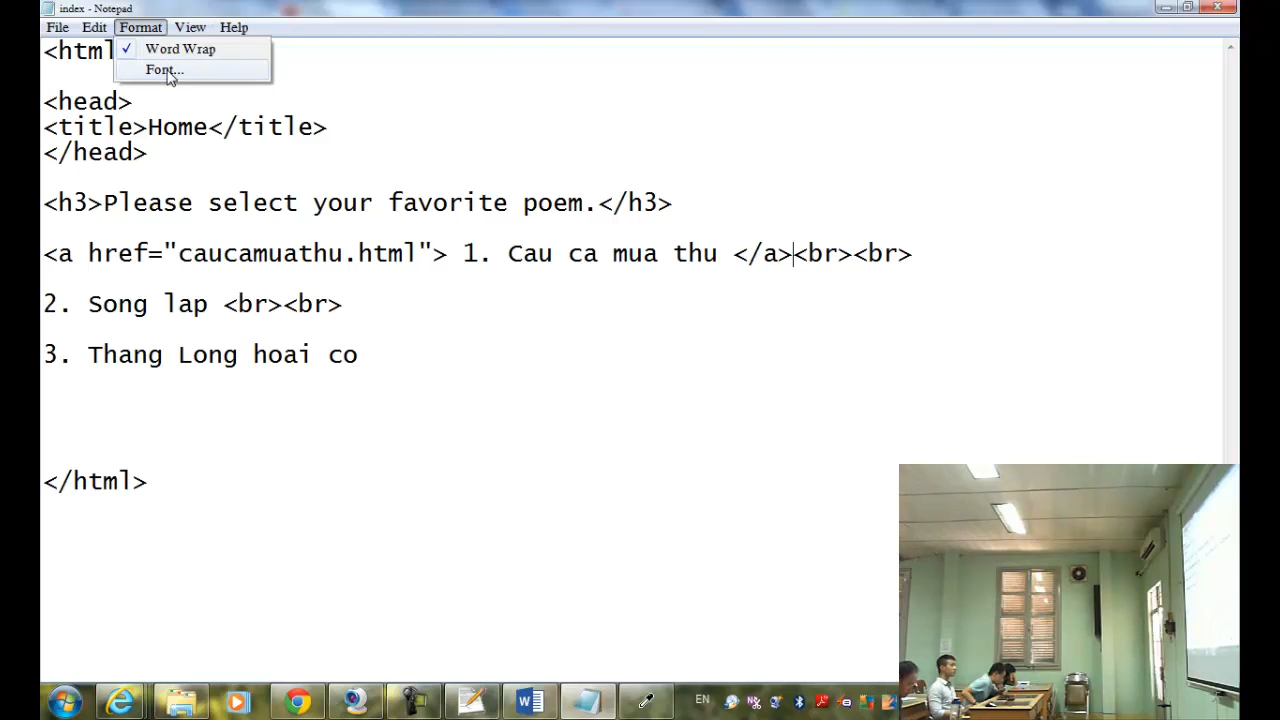 index - Notepad
File Edit Format View Help
Word Wrap
Font...
<html
<head>
<title>Home</title>
</head>
<h3>Please select your favorite poem.</h3>
<a href="caucamuathu.html"> 1. Cau ca mua thu </a><br><br>
2. Song lap <br><br>
3. Thang Long hoai co
</html>
EN